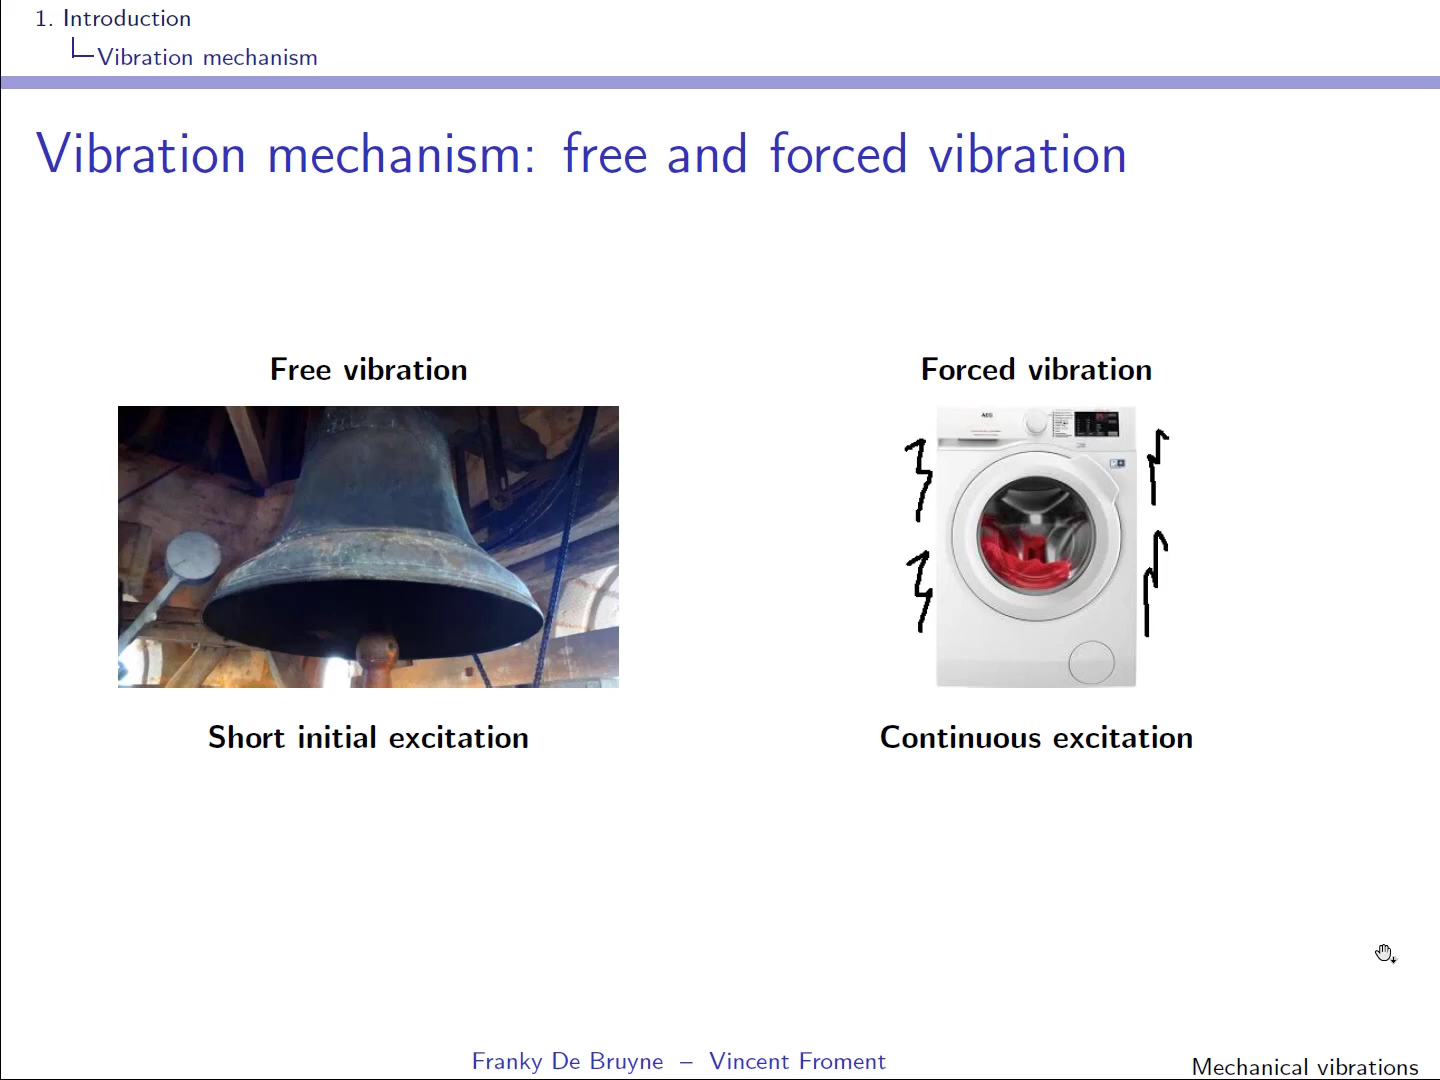 1. Introduction
Vibration mechanism
Vibration mechanism: free and forced vibration
Free vibration
Forced vibration
AEG
Short initial excitation
Continuous excitation
Franky De Bruyne – Vincent Froment
Mechanical vibrations